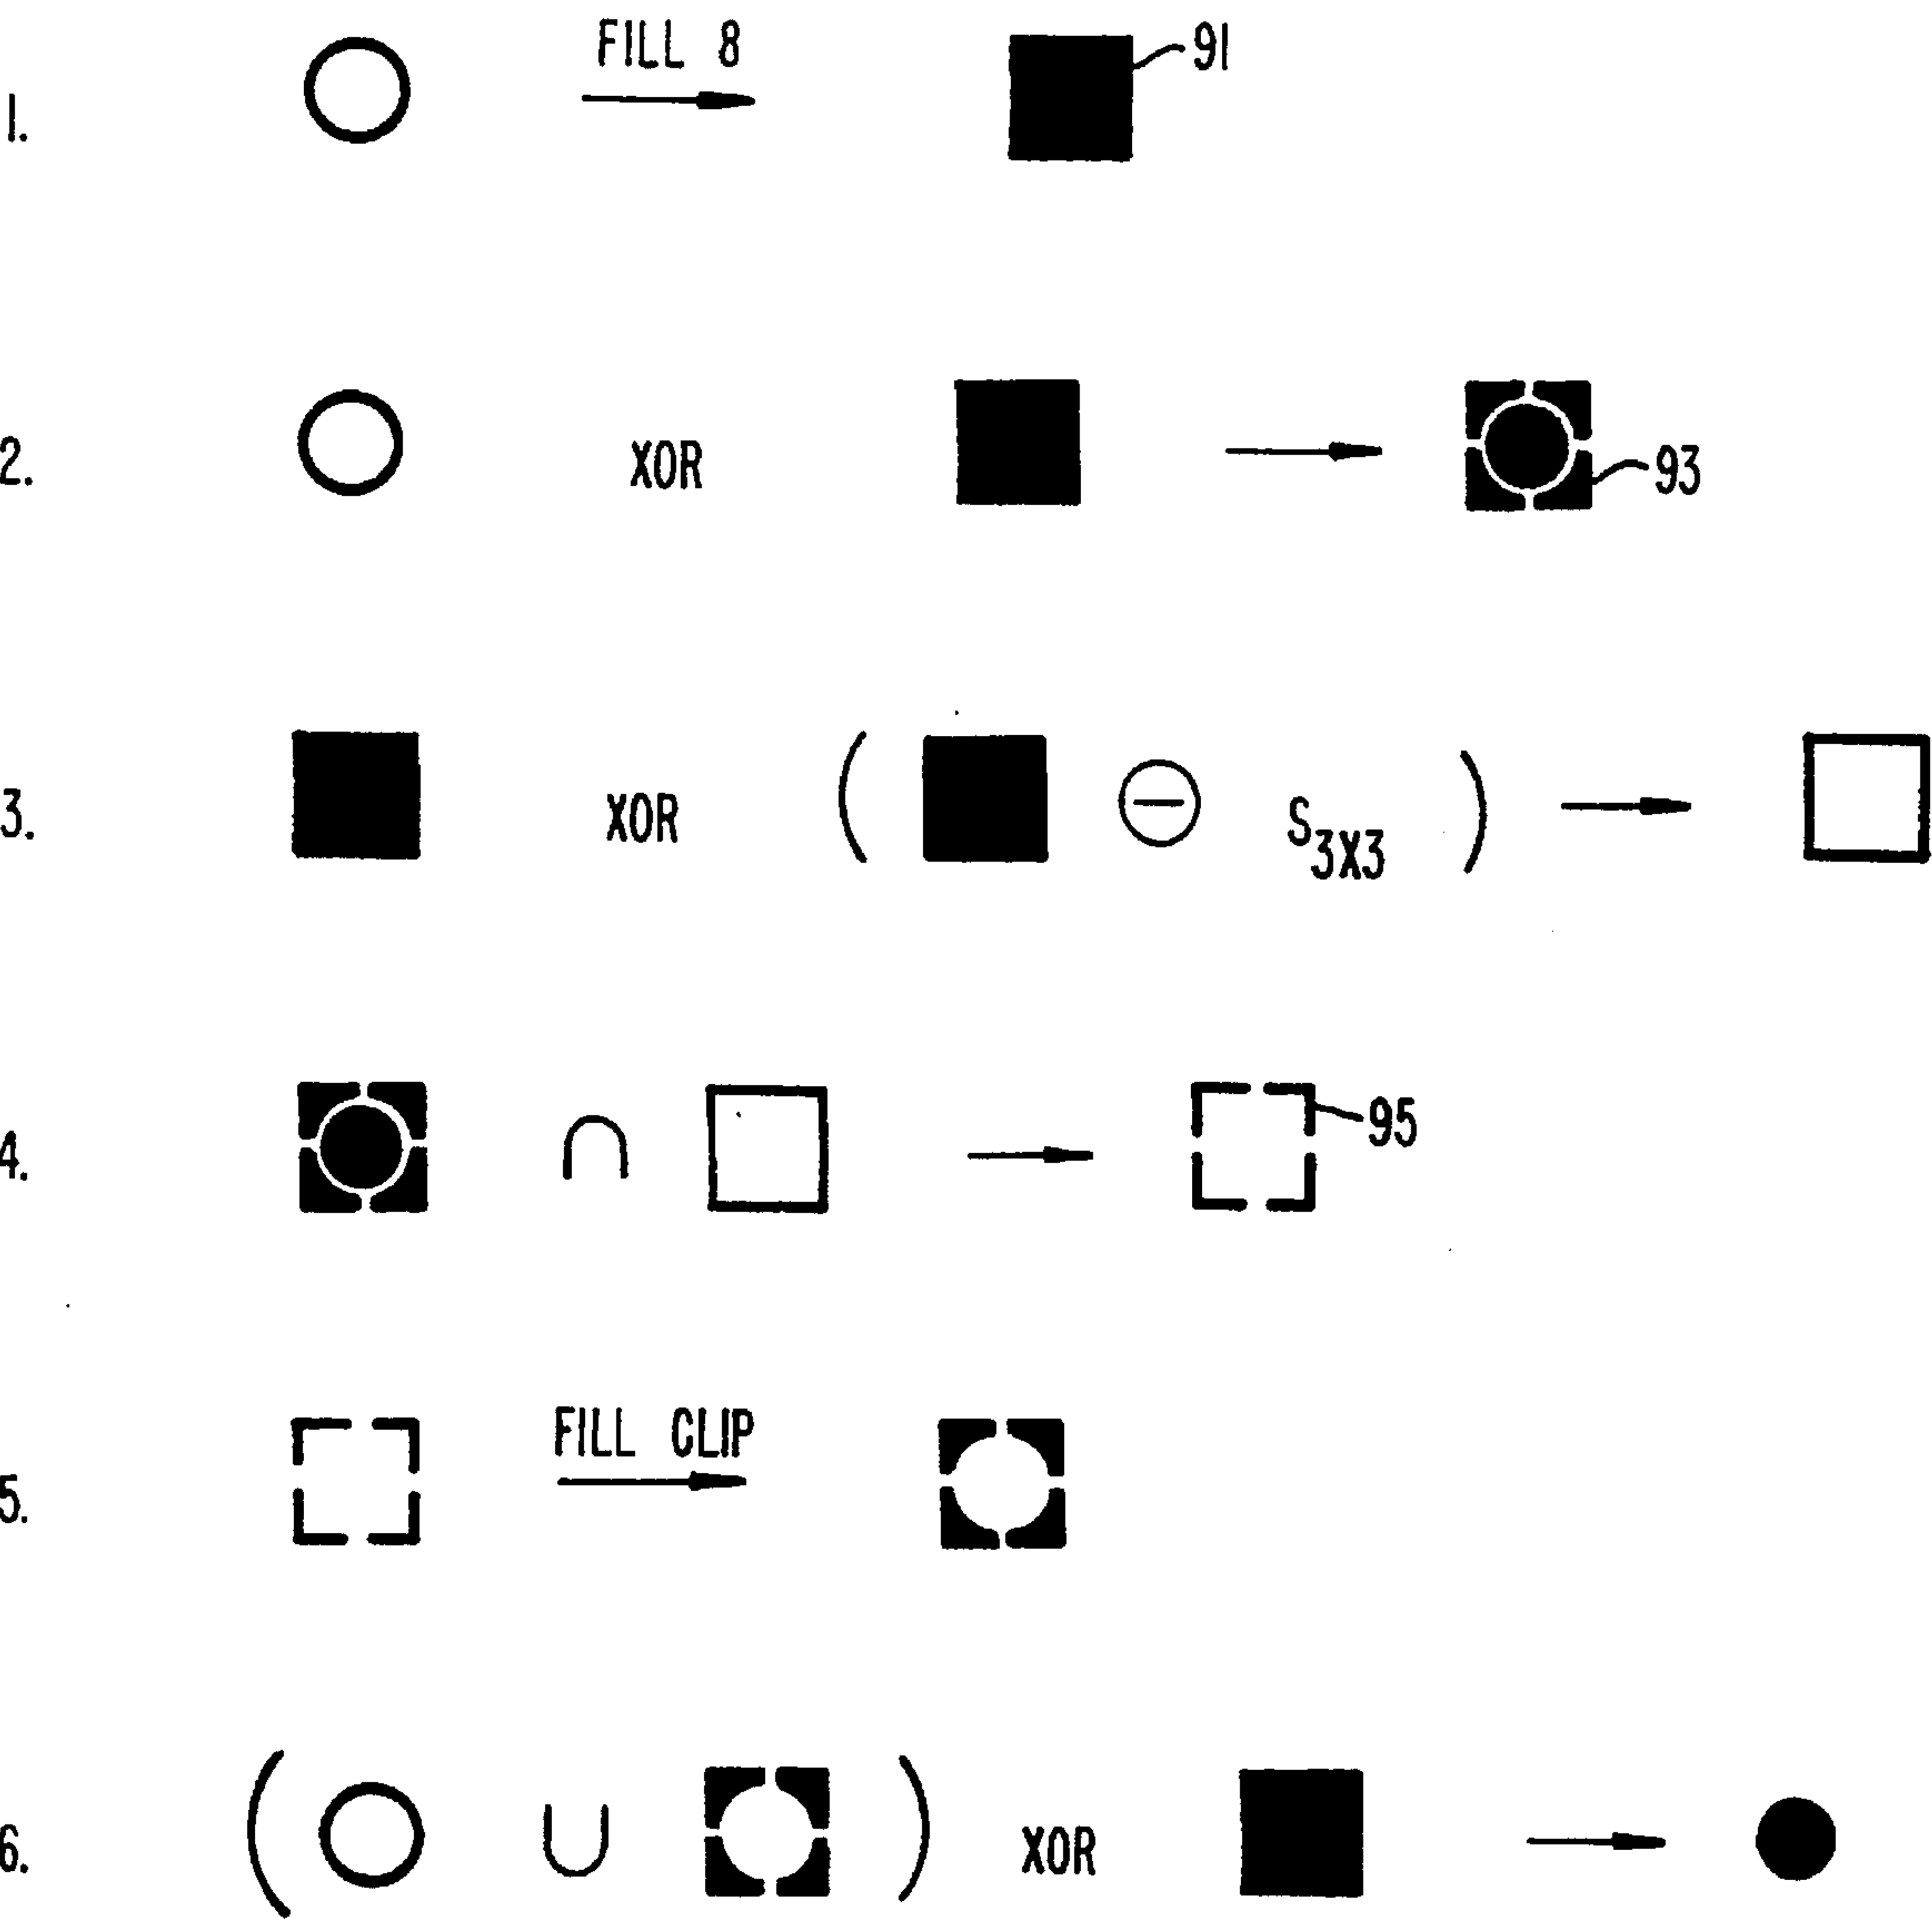 1. FILL 8 91
2. XOR 93
3. XOR ( ⊖ S3X3 )
4. ∩ 95
5. FILL CLIP
6. ( ∪ ) XOR